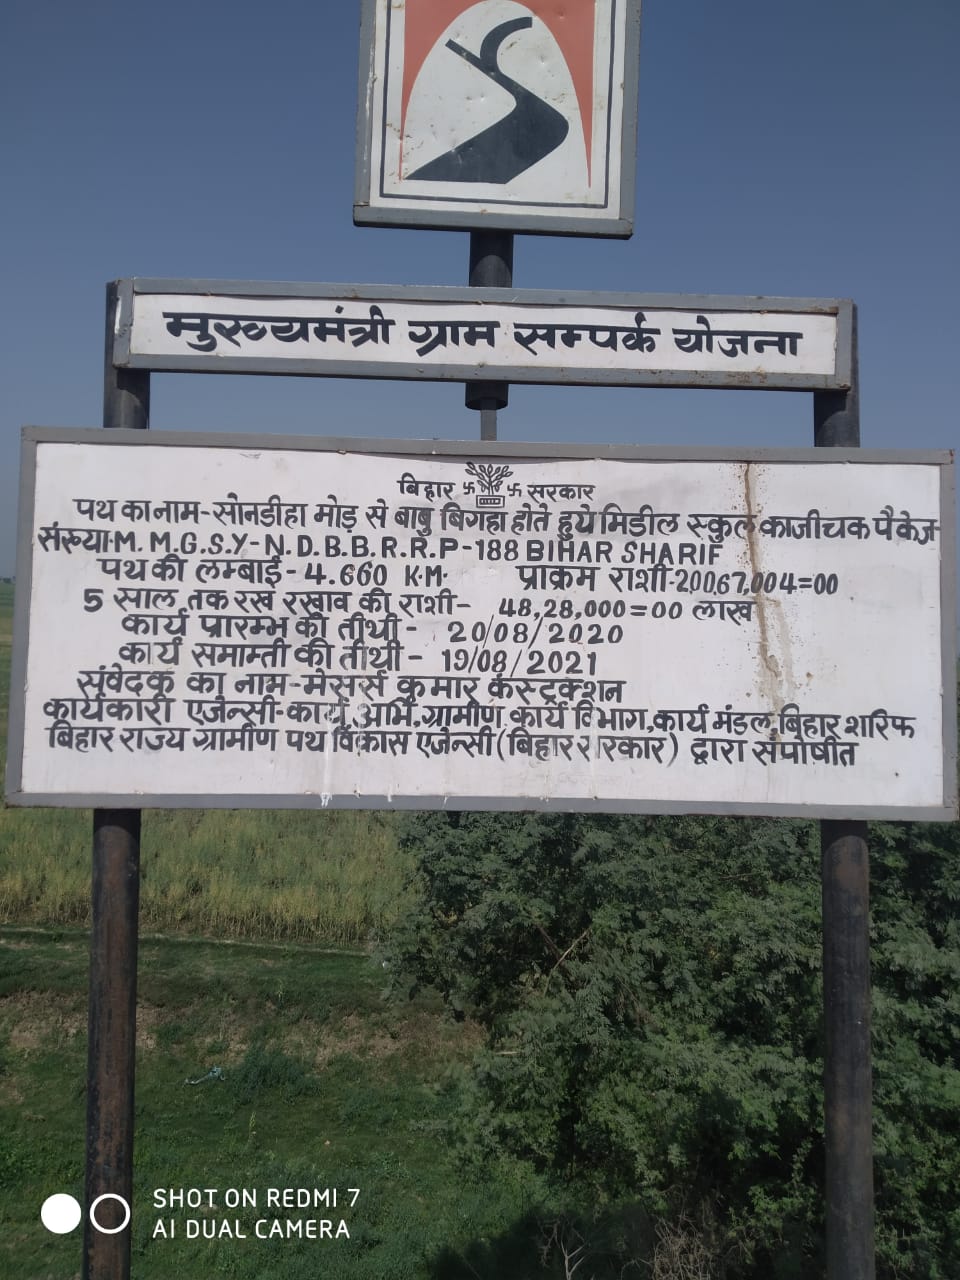 मुख्यमंत्री ग्राम सम्पर्क योजना
बिहार 卐 卐 सरकार
पथ का नाम-सोनडीहा मोड़ से बाबु बिगहा होते हुये मिडील स्कुल काजीचक पैकेज
संख्या-M.M.G.S.Y-N.D.B.B.R.R.P-188 BIHAR SHARIF
पथ की लम्बाई- 4.660 K.M. प्राक्रम राशी-20067,004=00
5 साल तक रख रखाव की राशी- 48,28,000=00 लाख
कार्य प्रारम्भ की तीथी- 20/08/2020
कार्य समाम्ती की तीथी- 19/08/2021
संवेदक का नाम-मेसर्स कुमार कंस्ट्रक्शन
कार्यकारी एजेन्सी-कार्य.अभि.ग्रामीण कार्य विभाग,कार्य मंडल,बिहार शरिफ
बिहार राज्य ग्रामीण पथ विकास एजेन्सी(बिहार सरकार) द्वारा संपोषीत
SHOT ON REDMI 7
AI DUAL CAMERA